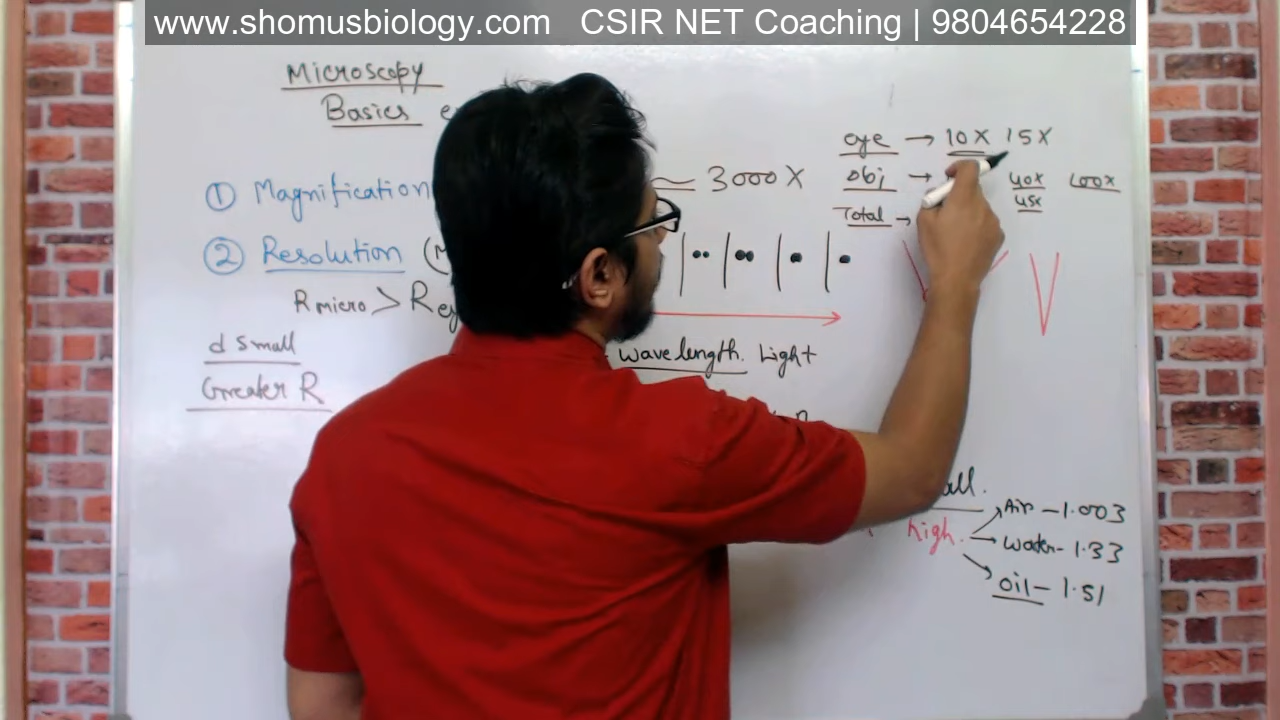 www.shomusbiology.com CSIR NET Coaching | 9804654228
Microscopy
Basics
① Magnification ≈ 3000X
② Resolution
R micro > R
d small
Greater R
eye → 10X 15X
obj → 40X 100X
45X
Total →
wavelength. Light
high.
Air – 1.003
Water – 1.33
Oil – 1.51